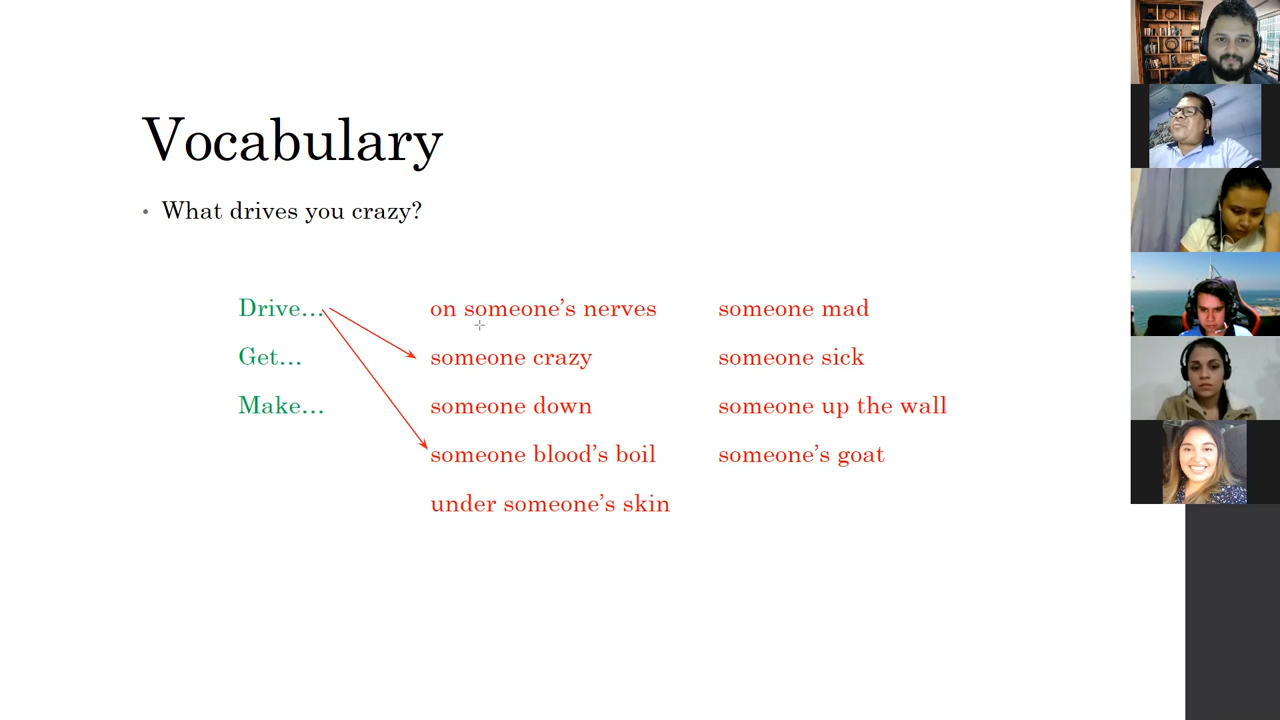 Vocabulary
• What drives you crazy?
Drive… on someone's nerves someone mad
Get… someone crazy someone sick
Make… someone down someone up the wall
someone blood's boil someone's goat
under someone's skin